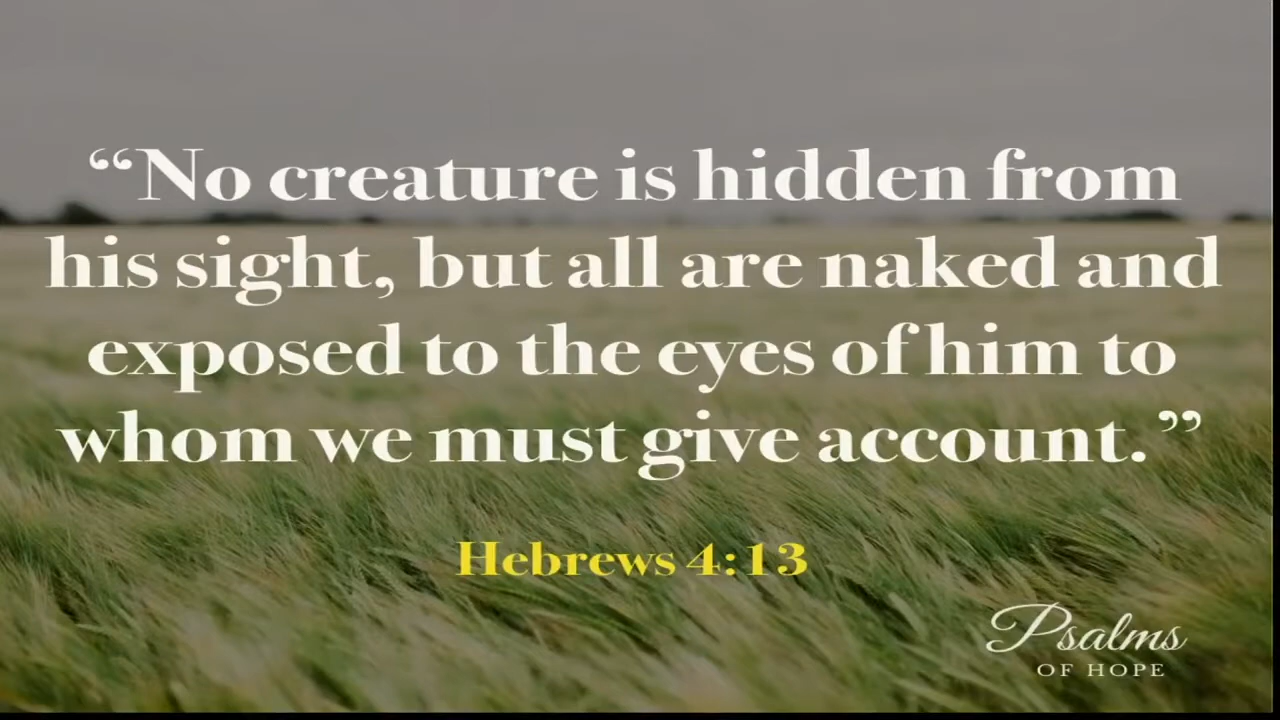 “No creature is hidden from
his sight, but all are naked and
exposed to the eyes of him to
whom we must give account.”
Hebrews 4:13
Psalms
OF HOPE